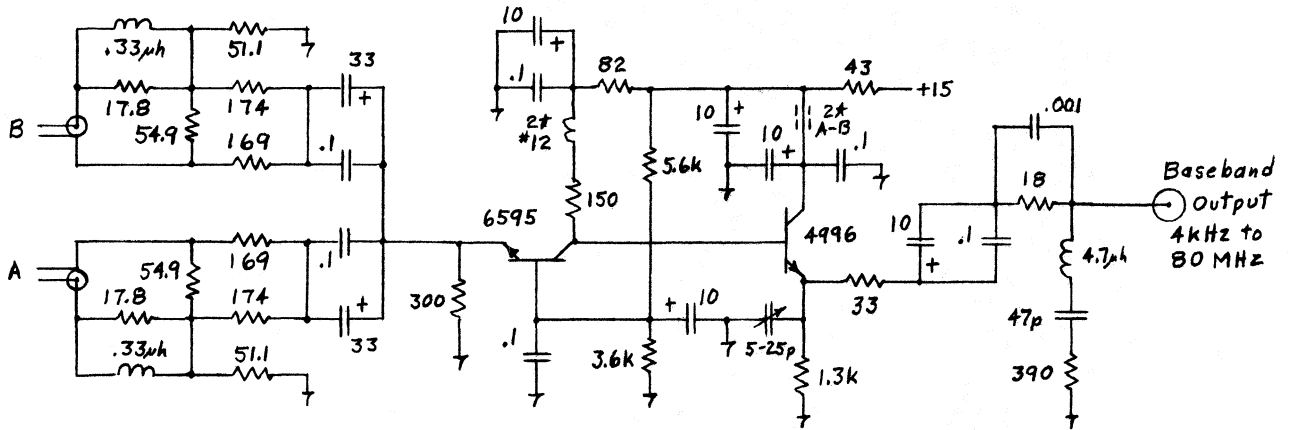 B
.33μh
51.1
17.8
174
54.9
169
33
+
.1
A
54.9
169
.1
17.8
174
+
33
.33μh
51.1
10
+
.1
2t
#12
82
150
6595
300
.1
5.6k
3.6k
43
+15
10
+
10
+
2t
A-B
.1
4996
+
10
5-25p
1.3k
33
10
+
.1
.001
18
4.7μh
47p
390
Baseband
Output
4kHz to
80 MHz